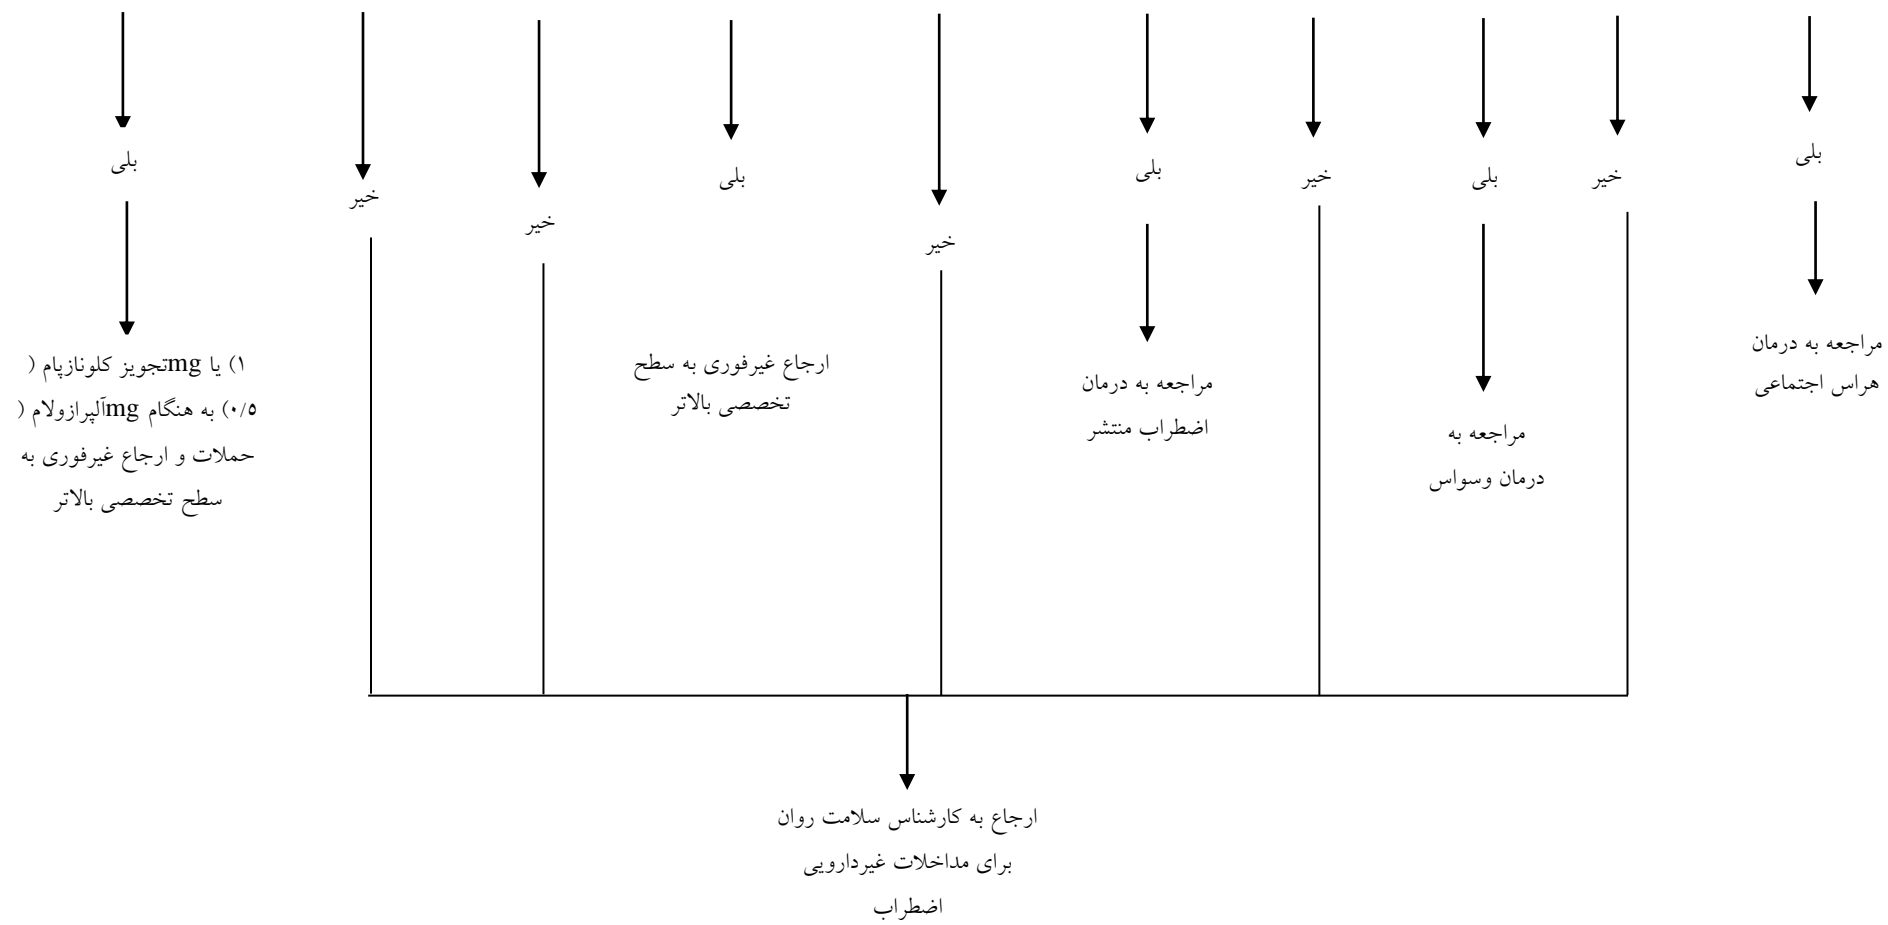 بلی
خیر
بلی
خیر
بلی
خیر
بلی
خیر
خیر
بلی
مراجعه به درمان
هراس اجتماعی
مراجعه به
درمان وسواس
مراجعه به درمان
اضطراب منتشر
ارجاع غیرفوری به سطح
تخصصی بالاتر
تجویز کلونازپام (mg۱) یا
آلپرازولام (mg۰/۵) به هنگام
حملات و ارجاع غیرفوری به
سطح تخصصی بالاتر
ارجاع به کارشناس سلامت روان
برای مداخلات غیردارویی
اضطراب